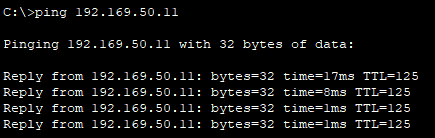 C:\>ping 192.169.50.11
Pinging 192.169.50.11 with 32 bytes of data:
Reply from 192.169.50.11: bytes=32 time=17ms TTL=125
Reply from 192.169.50.11: bytes=32 time=8ms TTL=125
Reply from 192.169.50.11: bytes=32 time=1ms TTL=125
Reply from 192.169.50.11: bytes=32 time=1ms TTL=125